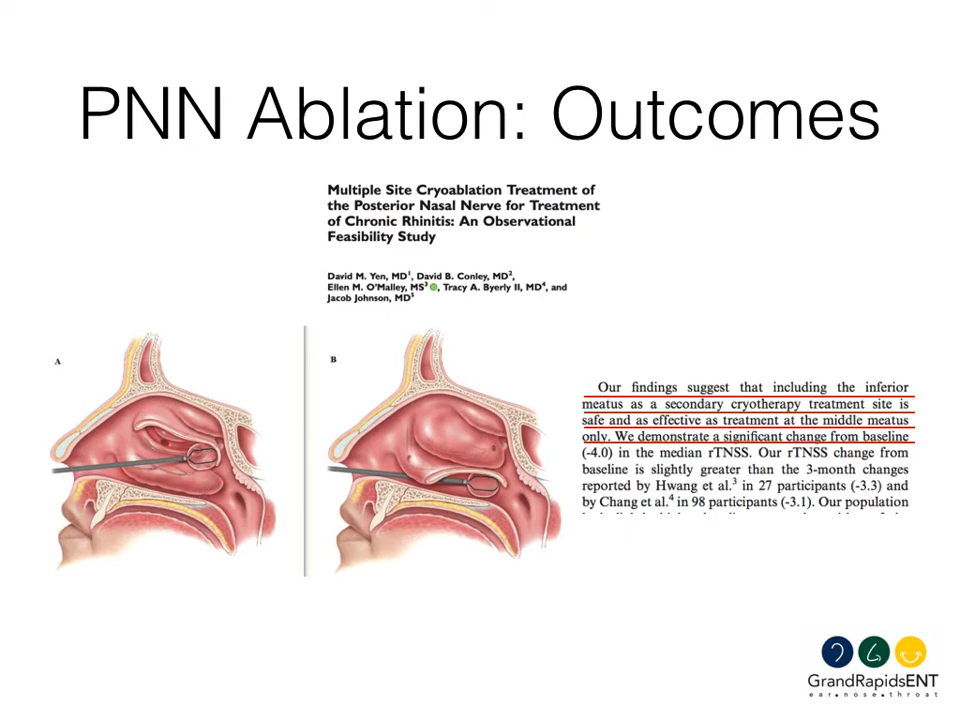 PNN Ablation: Outcomes
Multiple Site Cryoablation Treatment of
the Posterior Nasal Nerve for Treatment
of Chronic Rhinitis: An Observational
Feasibility Study
David M. Yen, MD1, David B. Conley, MD2,
Ellen M. O'Malley, MS3, Tracy A. Byerly II, MD4, and
Jacob Johnson, MD5
A
B
Our findings suggest that including the inferior
meatus as a secondary cryotherapy treatment site is
safe and as effective as treatment at the middle meatus
only. We demonstrate a significant change from baseline
(-4.0) in the median rTNSS. Our rTNSS change from
baseline is slightly greater than the 3-month changes
reported by Hwang et al.3 in 27 participants (-3.3) and
by Chang et al.4 in 98 participants (-3.1). Our population
GrandRapidsENT
ear.nose.throat